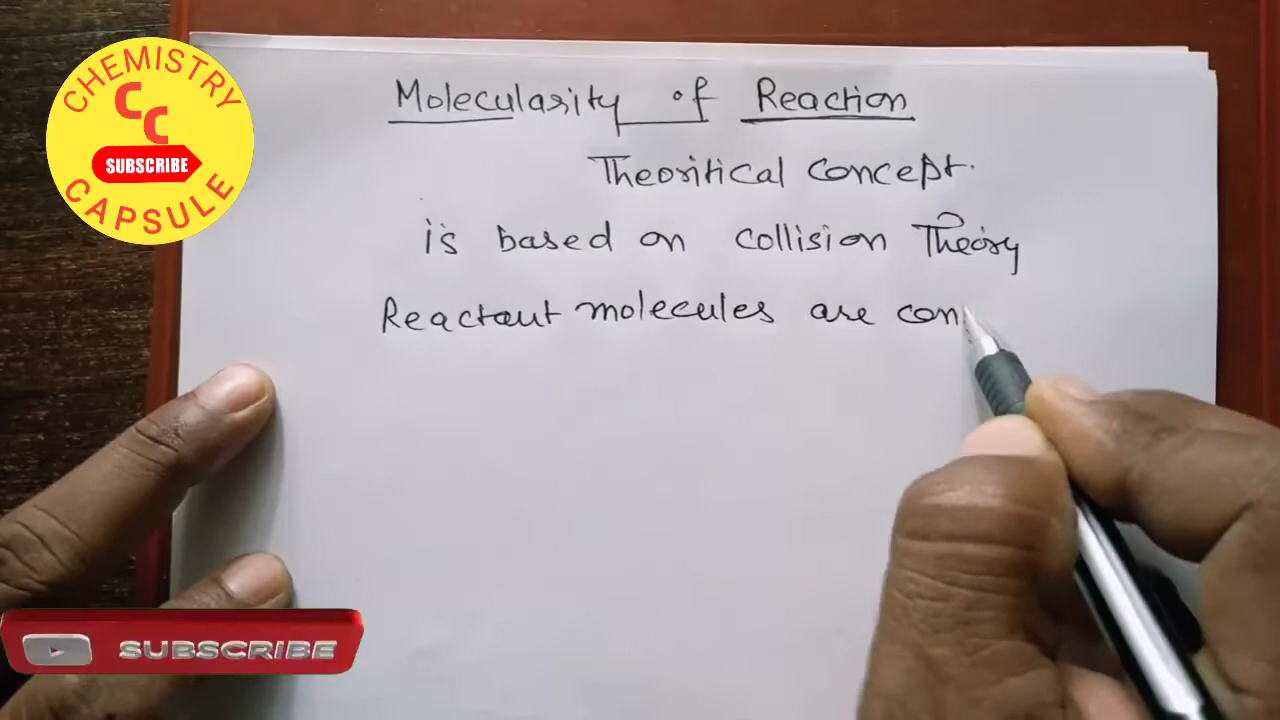 CHEMISTRY
CC
SUBSCRIBE
CAPSULE
Molecularity of Reaction
Theoritical concept.
is based on collision Theory
Reactant molecules are con
SUBSCRIBE